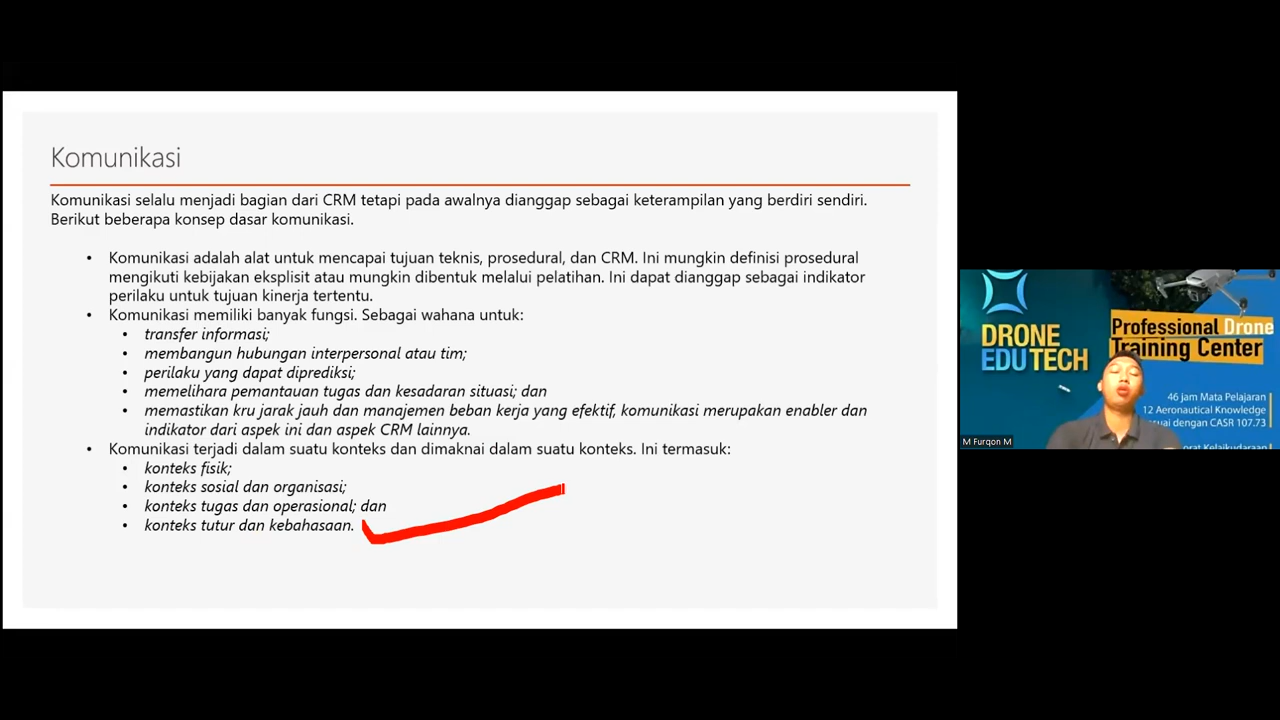 Komunikasi
Komunikasi selalu menjadi bagian dari CRM tetapi pada awalnya dianggap sebagai keterampilan yang berdiri sendiri.
Berikut beberapa konsep dasar komunikasi.
• Komunikasi adalah alat untuk mencapai tujuan teknis, prosedural, dan CRM. Ini mungkin definisi prosedural
mengikuti kebijakan eksplisit atau mungkin dibentuk melalui pelatihan. Ini dapat dianggap sebagai indikator
perilaku untuk tujuan kinerja tertentu.
• Komunikasi memiliki banyak fungsi. Sebagai wahana untuk:
• transfer informasi;
• membangun hubungan interpersonal atau tim;
• perilaku yang dapat diprediksi;
• memelihara pemantauan tugas dan kesadaran situasi; dan
• memastikan kru jarak jauh dan manajemen beban kerja yang efektif, komunikasi merupakan enabler dan
indikator dari aspek ini dan aspek CRM lainnya.
• Komunikasi terjadi dalam suatu konteks dan dimaknai dalam suatu konteks. Ini termasuk:
• konteks fisik;
• konteks sosial dan organisasi;
• konteks tugas dan operasional; dan
• konteks tutur dan kebahasaan.
DRONE
EDUTECH
Professional Drone
Training Center
46 jam Mata Pelajaran
12 Aeronautical Knowledge
dengan CASR 107.73
Kelaikudaraan
M Furqon M